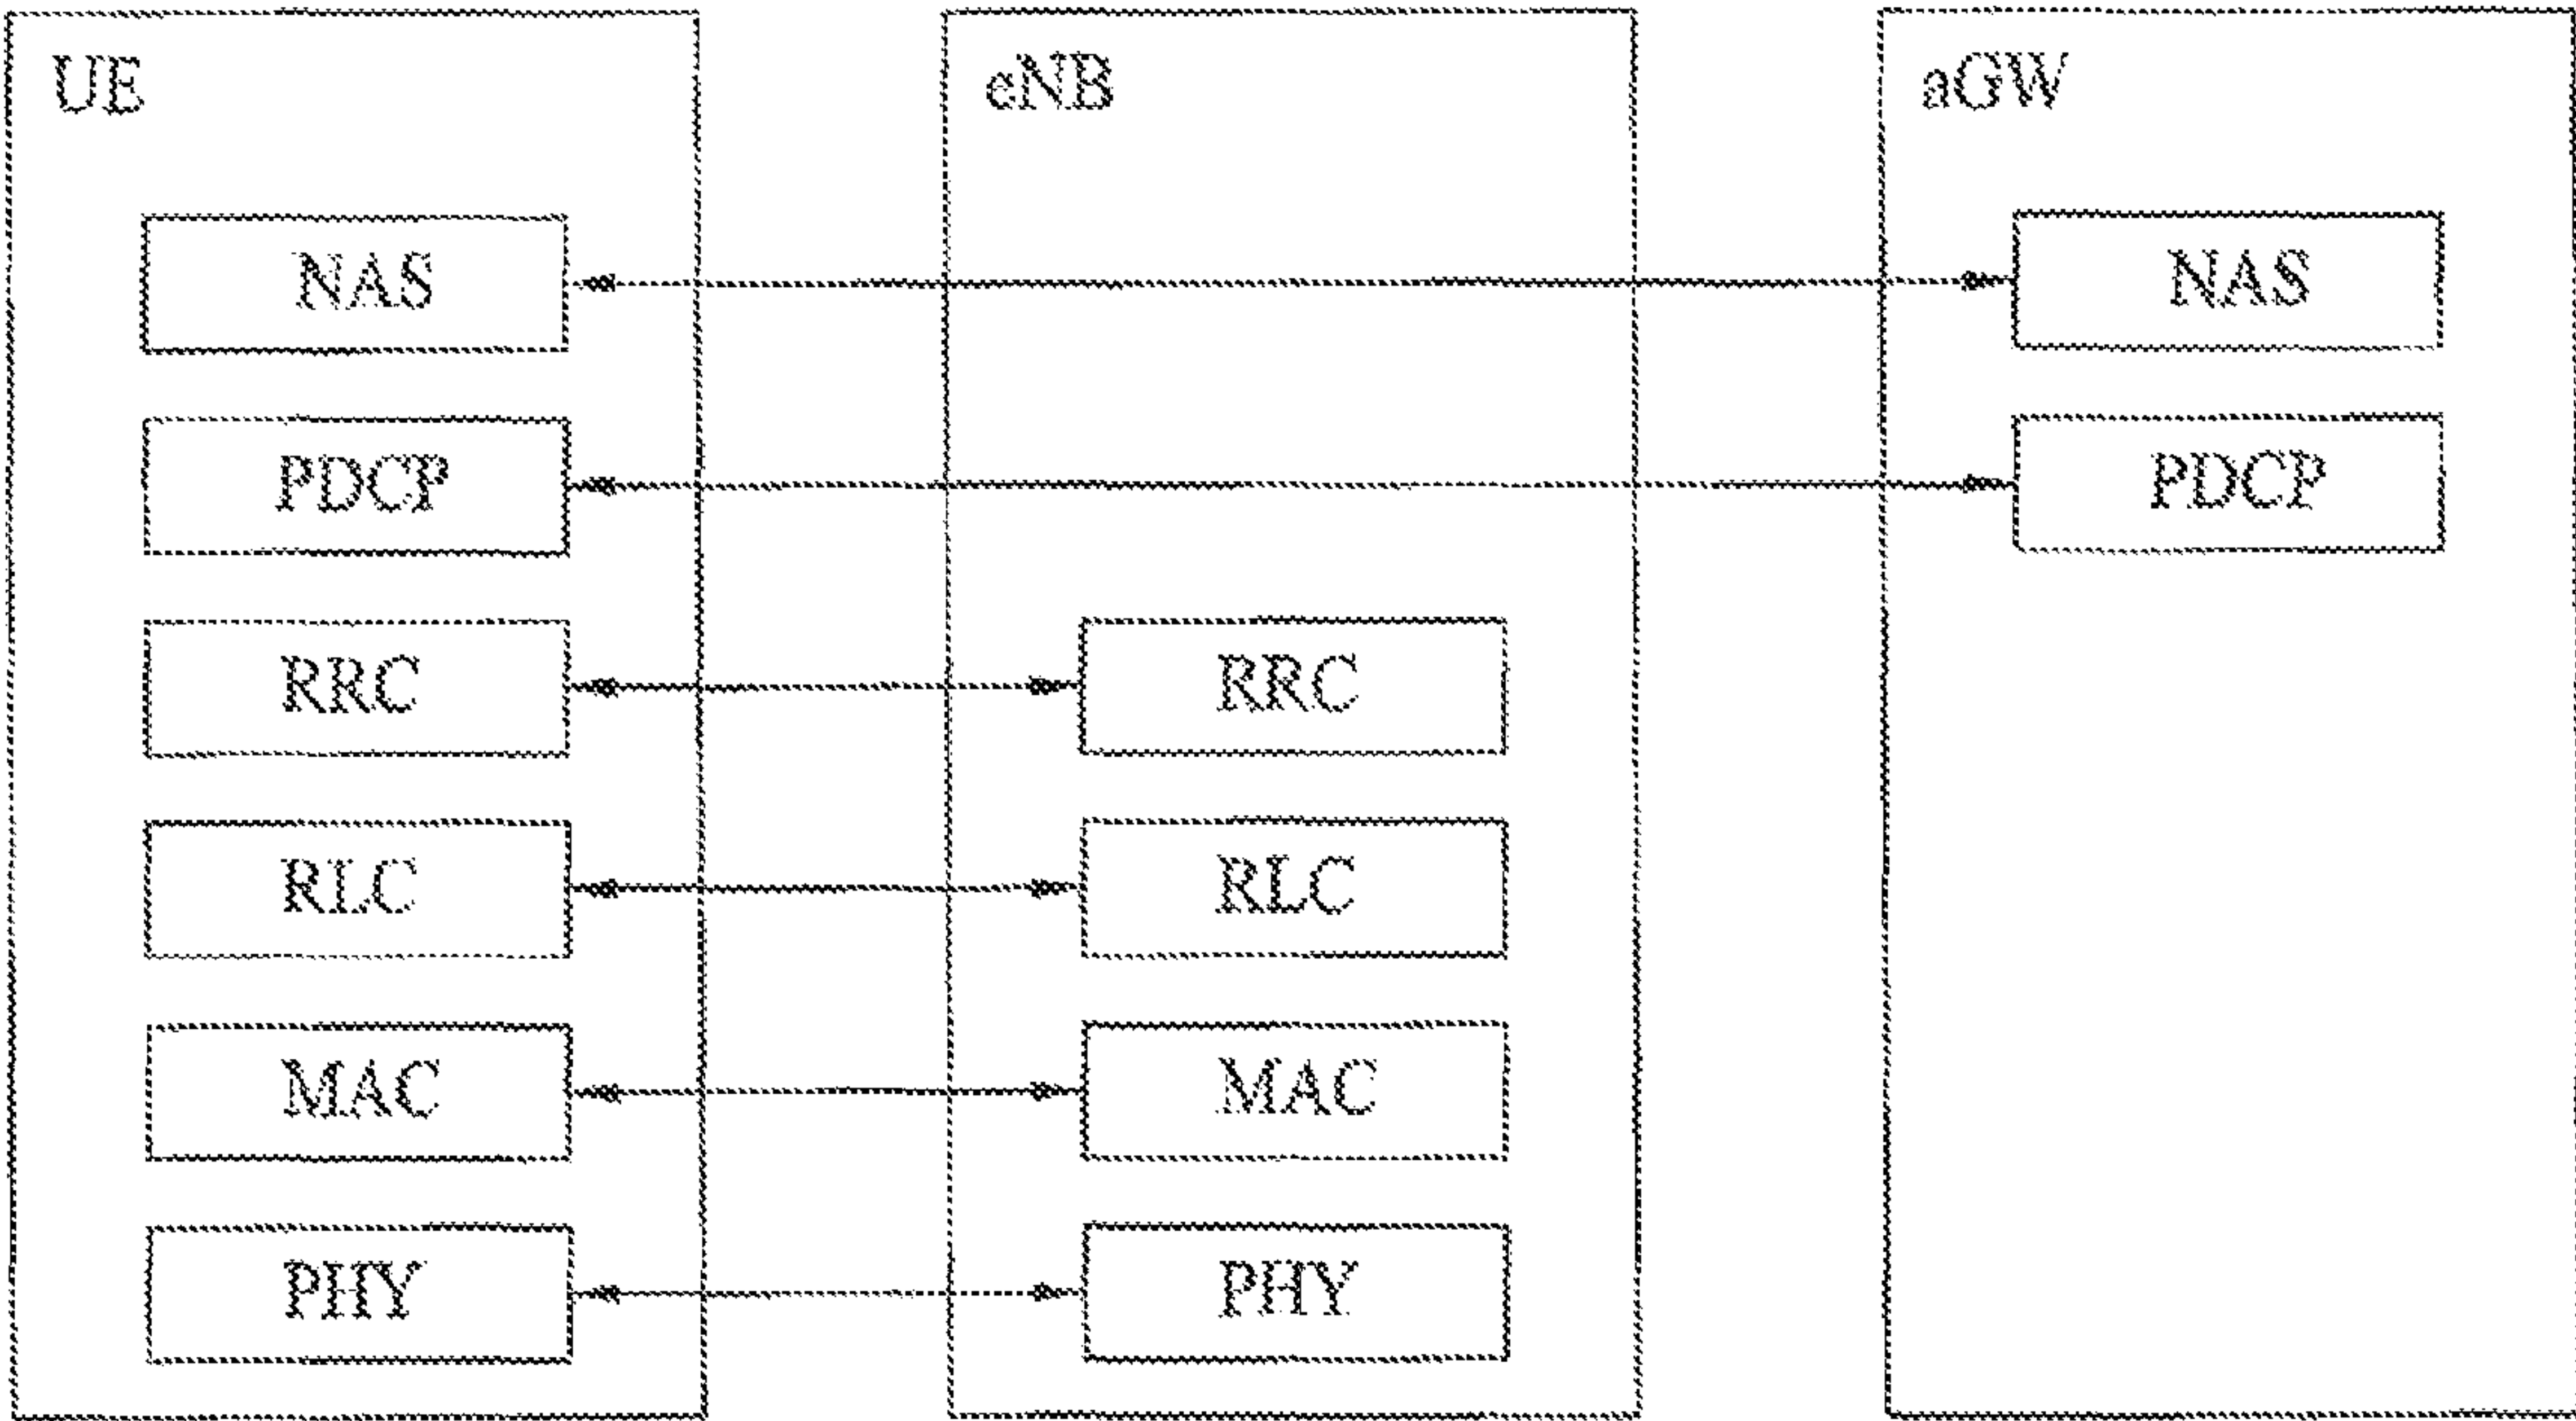 UE
eNB
aGW
NAS
NAS
PDCP
PDCP
RRC
RRC
RLC
RLC
MAC
MAC
PHY
PHY